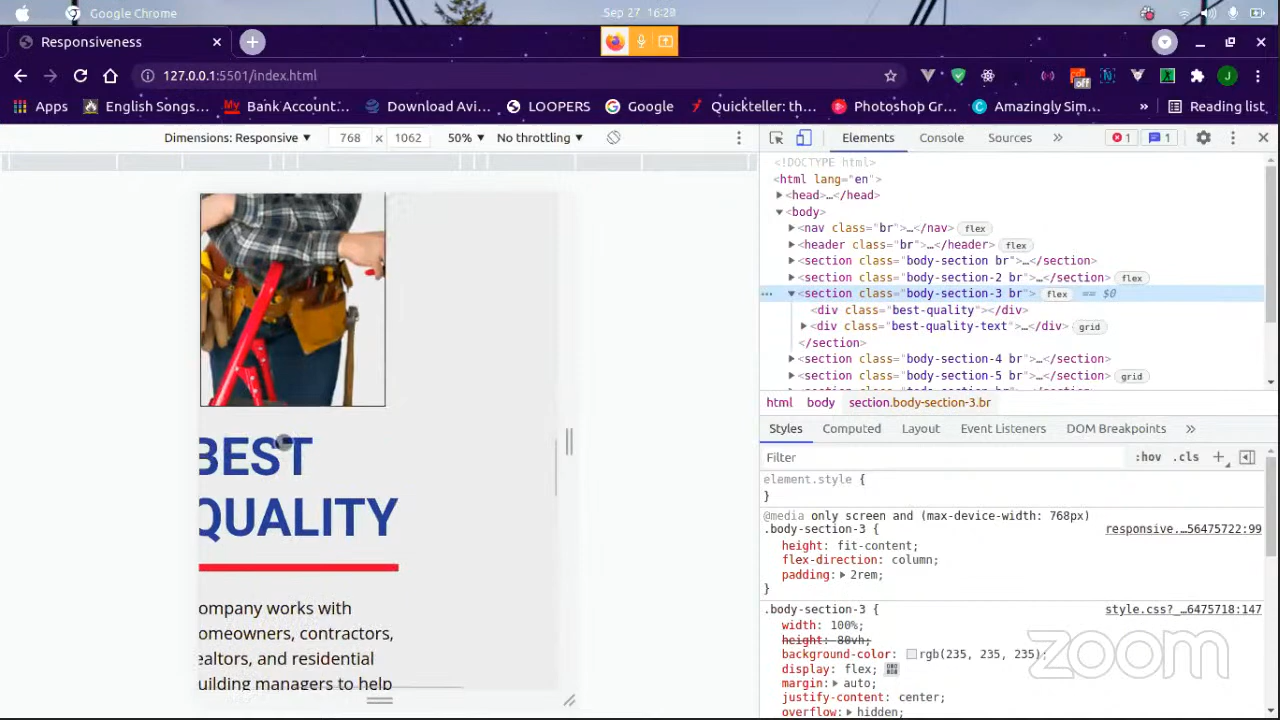 Google Chrome
Sep 27 16:20
Responsiveness
127.0.0.1:5501/index.html
off
J
Apps
English Songs...
Bank Account'...
Download Avi...
LOOPERS
Google
Quickteller: th...
Photoshop Gr...
Amazingly Sim...
»
Reading list
Dimensions: Responsive
768 × 1062
50%
No throttling
Elements
Console
Sources
»
1
1
<!DOCTYPE html>
<html lang="en">
<head>…</head>
<body>
<nav class="br">…</nav> flex
<header class="br">…</header> flex
<section class="body-section br">…</section>
<section class="body-section-2 br">…</section> flex
<section class="body-section-3 br"> flex == $0
<div class="best-quality"></div>
<div class="best-quality-text">…</div> grid
</section>
<section class="body-section-4 br">…</section>
<section class="body-section-5 br">…</section> grid
html body section.body-section-3.br
Styles
Computed
Layout
Event Listeners
DOM Breakpoints
»
Filter
:hov .cls +
element.style {
}
@media only screen and (max-device-width: 768px)
.body-section-3 { responsive.…56475722:99
height: fit-content;
flex-direction: column;
padding: 2rem;
}
.body-section-3 { style.css?_…6475718:147
width: 100%;
height: 80vh;
background-color: rgb(235, 235, 235);
display: flex;
margin: auto;
justify-content: center;
overflow: hidden;
BEST
QUALITY
ompany works with
omeowners, contractors,
ealtors, and residential
uilding managers to help
zoom